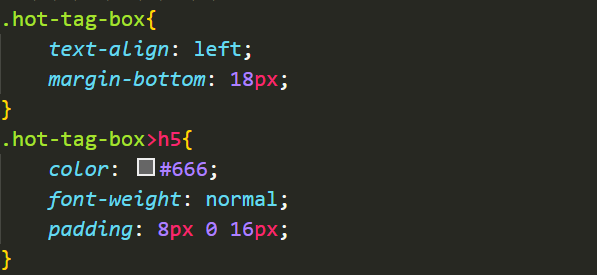 .hot-tag-box{
text-align: left;
margin-bottom: 18px;
}
.hot-tag-box>h5{
color: #666;
font-weight: normal;
padding: 8px 0 16px;
}